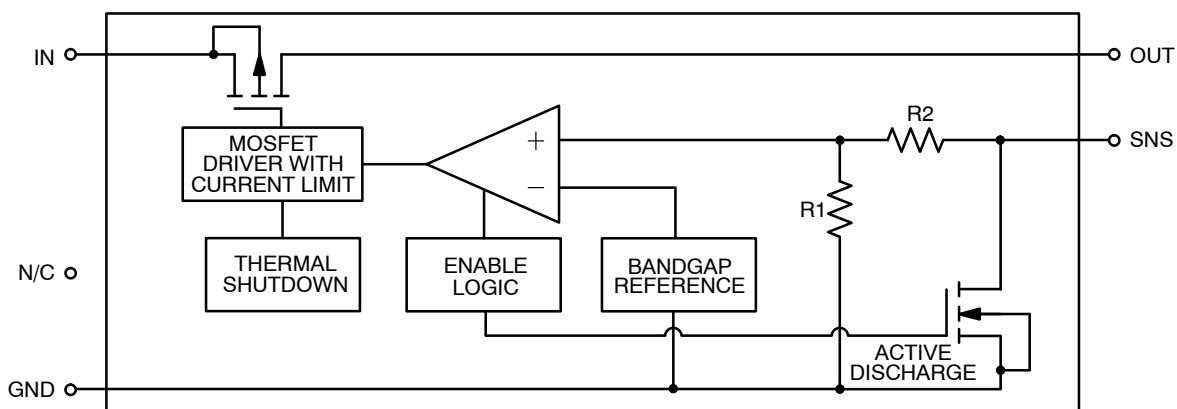 IN
OUT
R2
MOSFET
DRIVER WITH
CURRENT LIMIT
+
−
SNS
R1
N/C
THERMAL
SHUTDOWN
ENABLE
LOGIC
BANDGAP
REFERENCE
ACTIVE
DISCHARGE
GND